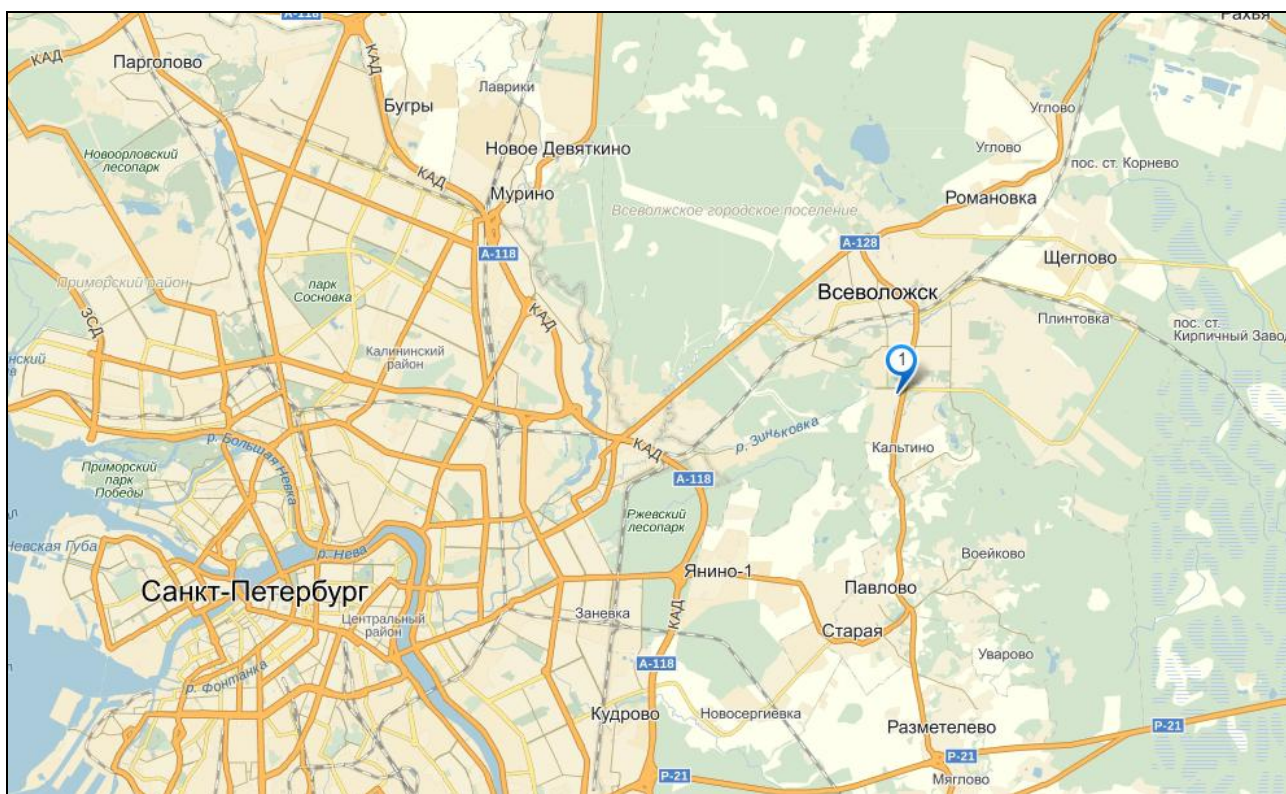 А-118
Рахья
КАД
Парголово
КАД
Лаврики
Бугры
Углово
Новоорловский
лесопарк
Новое Девяткино
Углово
пос. ст. Корнево
КАД
Мурино
Романовка
Всеволжское городское поселение
А-128
А-118
Щеглово
Приморский район
парк
Сосновка
Всеволожск
ЗСД
КАД
Плинтовка
пос. ст.
Кирпичный Завод
Калининский
район
1
р. Большая Невка
КАД
р. Зиньковка
Кальтино
Приморский
парк
Победы
А-118
Ржевский
лесопарк
Невская Губа
р. Нева
Воейково
Янино-1
Санкт-Петербург
Павлово
Центральный
район
Заневка
КАД
Старая
Уварово
А-118
р. Фонтанка
Кудрово
Новосергиевка
Разметелево
Р-21
Р-21
Р-21
Мяглово